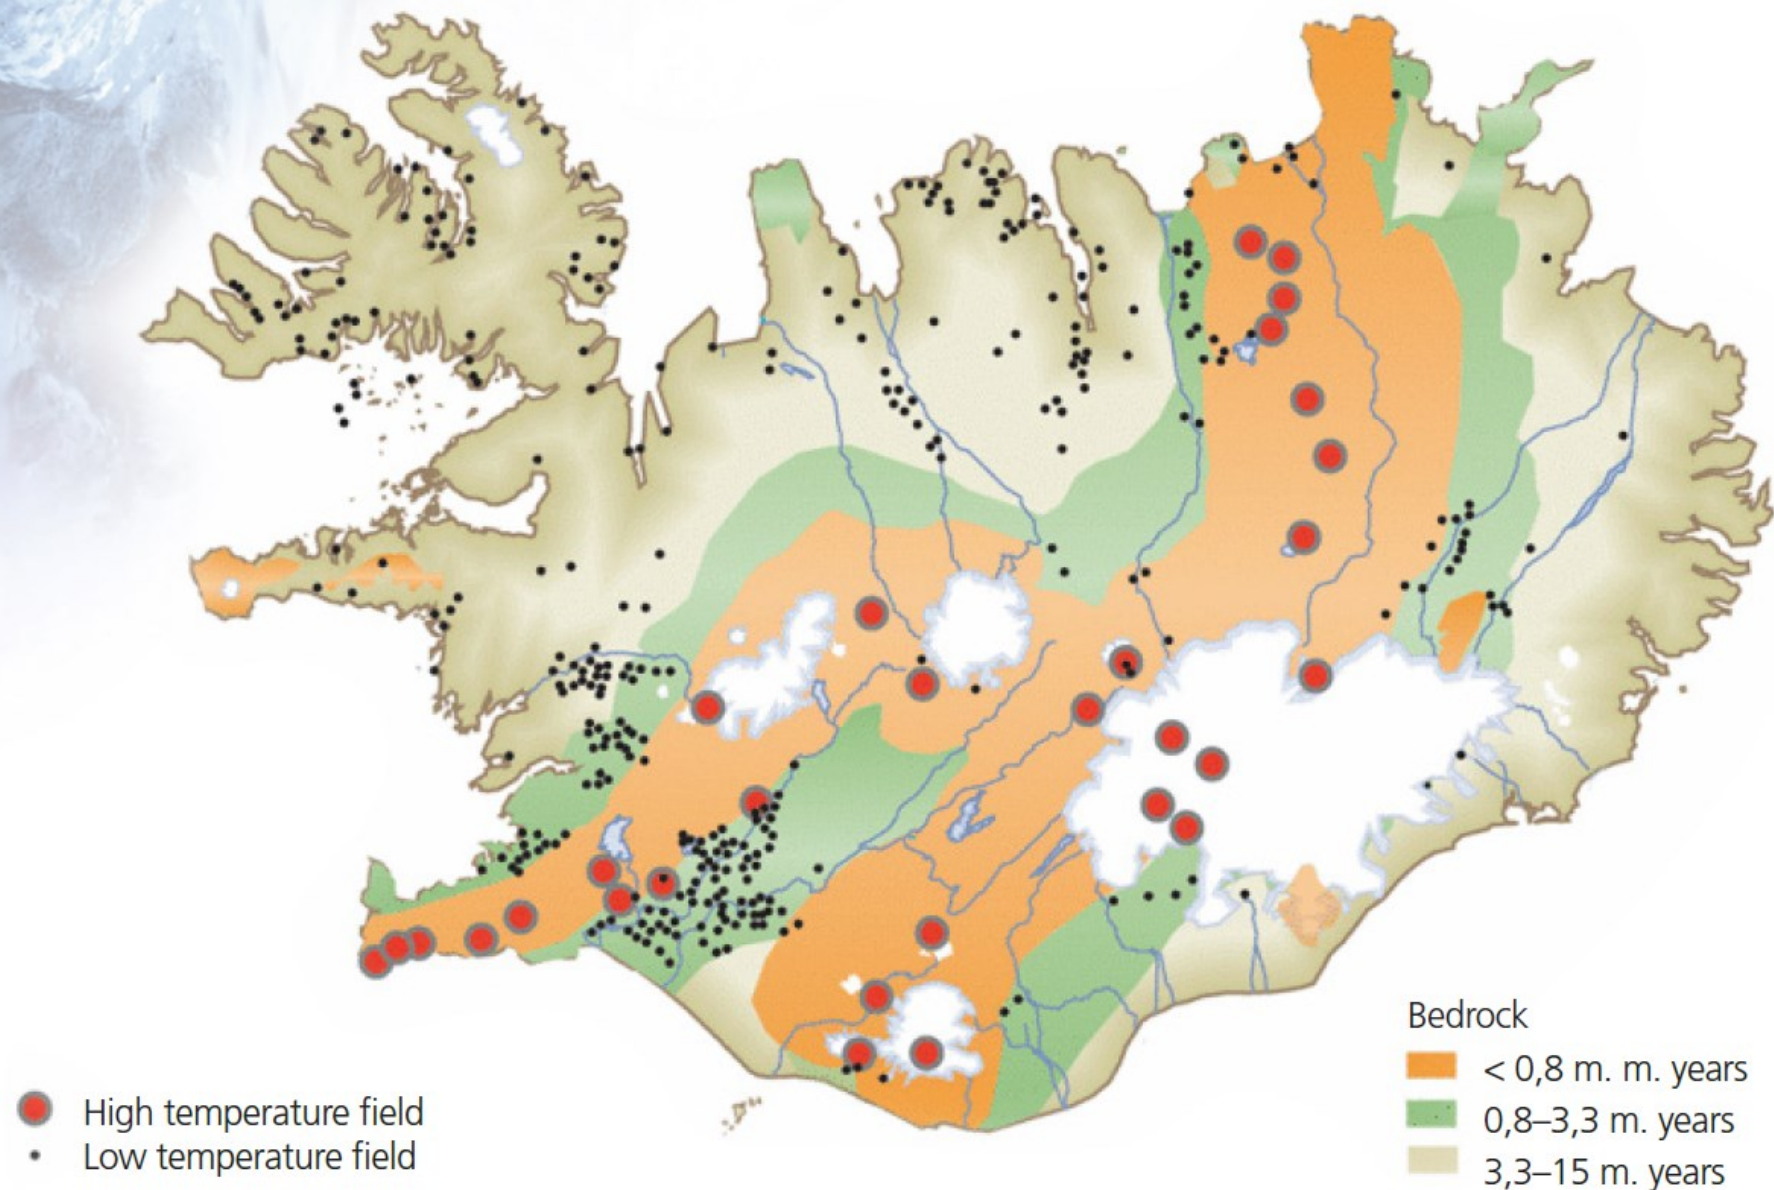 High temperature field
Low temperature field
Bedrock
< 0,8 m. m. years
0,8–3,3 m. years
3,3–15 m. years